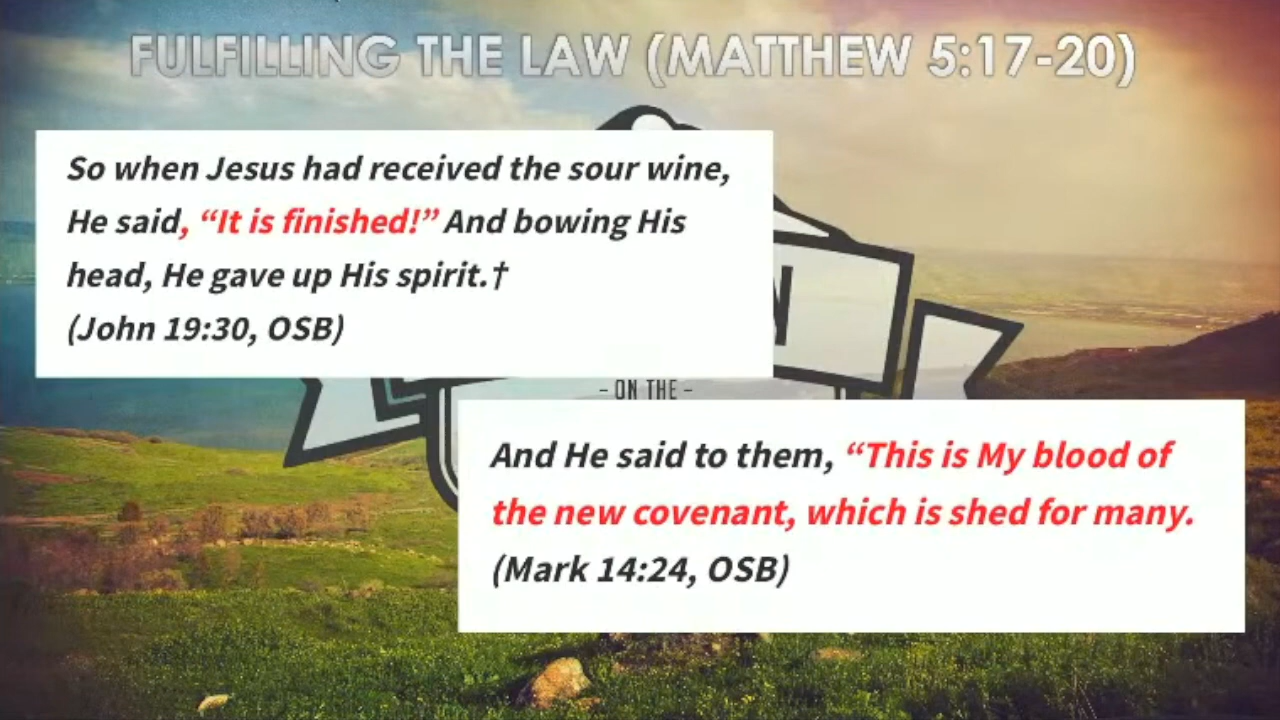 FULFILLING THE LAW (MATTHEW 5:17-20)
So when Jesus had received the sour wine,
He said, “It is finished!” And bowing His
head, He gave up His spirit.†
(John 19:30, OSB)
N
- ON THE -
And He said to them, “This is My blood of
the new covenant, which is shed for many.
(Mark 14:24, OSB)